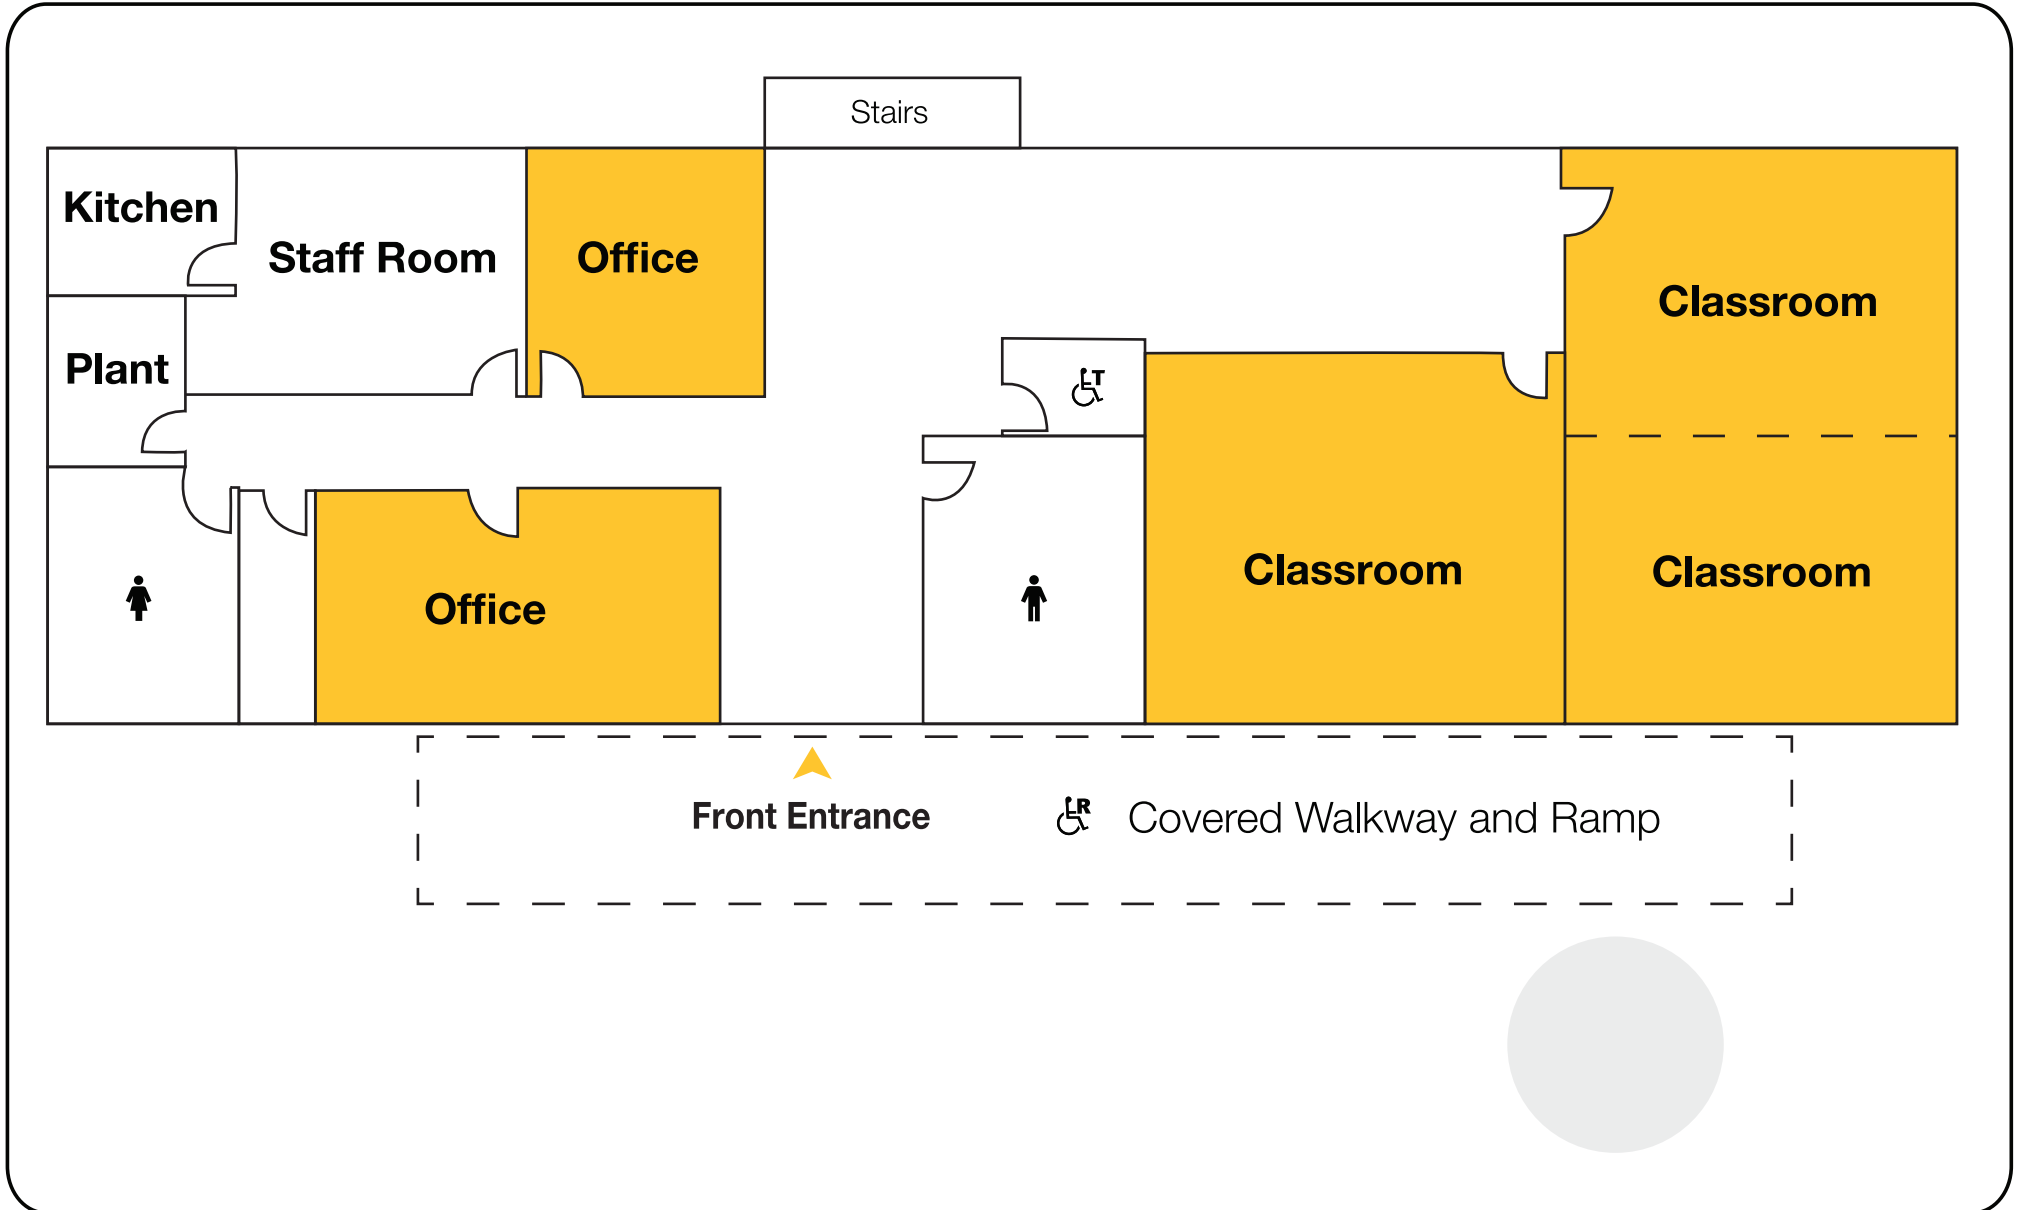 Stairs
Kitchen
Staff Room
Office
Classroom
Plant
T
Classroom
Classroom
Office
Front Entrance
R
Covered Walkway and Ramp